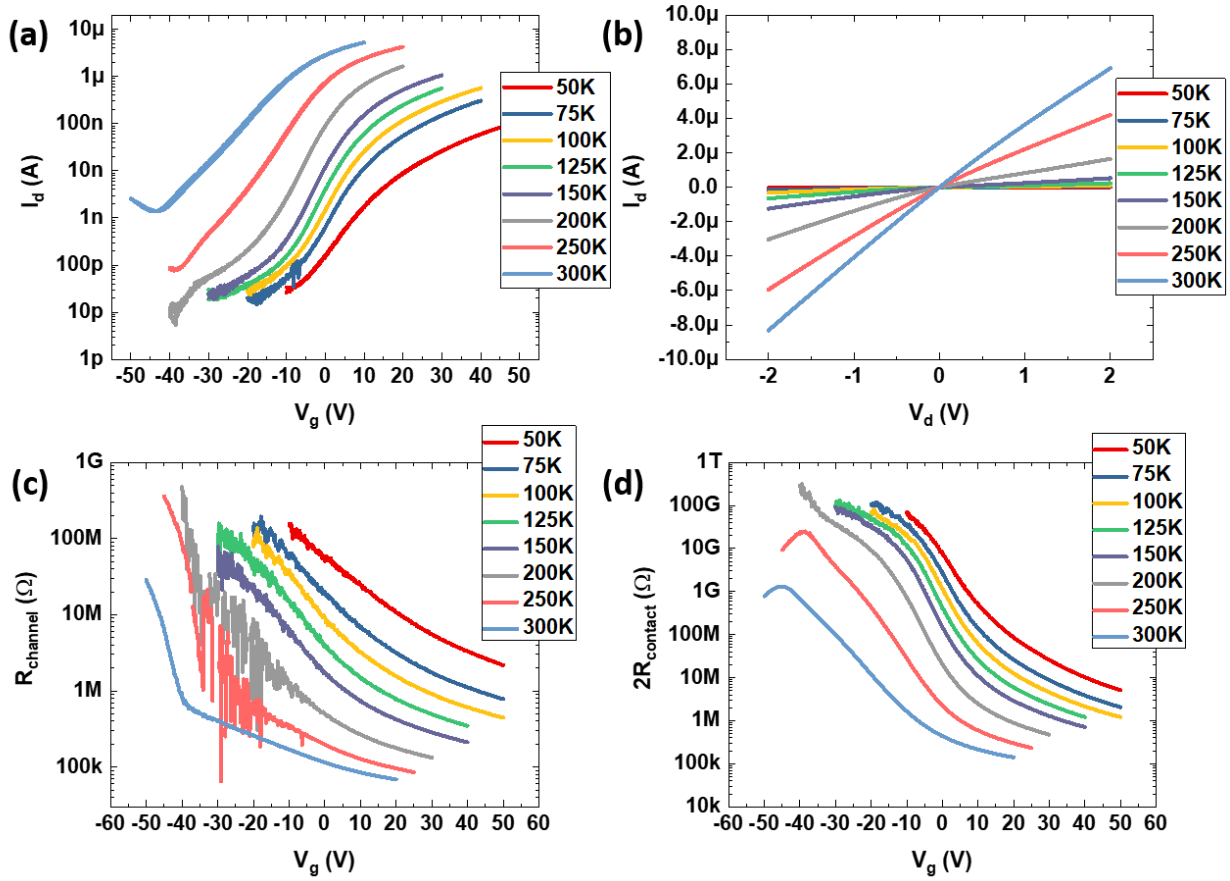 (a)
10μ
1μ
100n
10n
1n
100p
10p
1p
I_d (A)
-50 -40 -30 -20 -10 0 10 20 30 40 50
V_g (V)
50K
75K
100K
125K
150K
200K
250K
300K
(b)
10.0μ
8.0μ
6.0μ
4.0μ
2.0μ
0.0
-2.0μ
-4.0μ
-6.0μ
-8.0μ
-10.0μ
I_d (A)
-2 -1 0 1 2
V_d (V)
50K
75K
100K
125K
150K
200K
250K
300K
(c)
1G
100M
10M
1M
100k
R_channel (Ω)
-60 -50 -40 -30 -20 -10 0 10 20 30 40 50 60
V_g (V)
50K
75K
100K
125K
150K
200K
250K
300K
(d)
1T
100G
10G
1G
100M
10M
1M
100k
10k
2R_contact (Ω)
-60 -50 -40 -30 -20 -10 0 10 20 30 40 50 60
V_g (V)
50K
75K
100K
125K
150K
200K
250K
300K